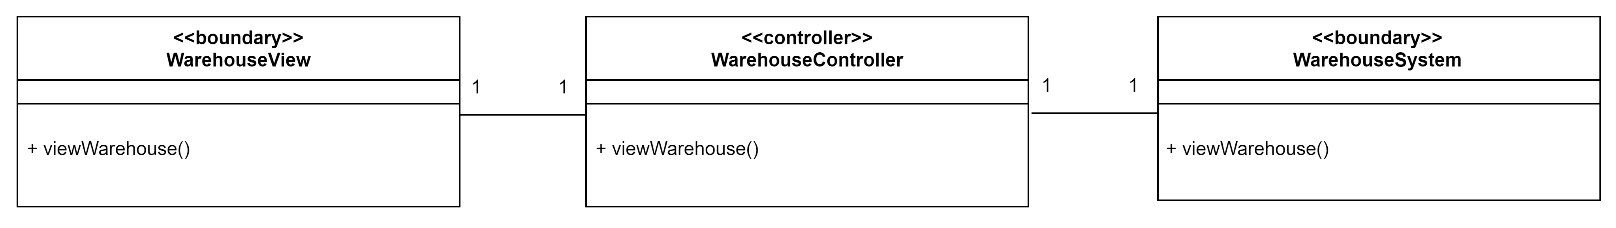 <<boundary>>
WarehouseView
+ viewWarehouse()
1
1
<<controller>>
WarehouseController
+ viewWarehouse()
1
1
<<boundary>>
WarehouseSystem
+ viewWarehouse()